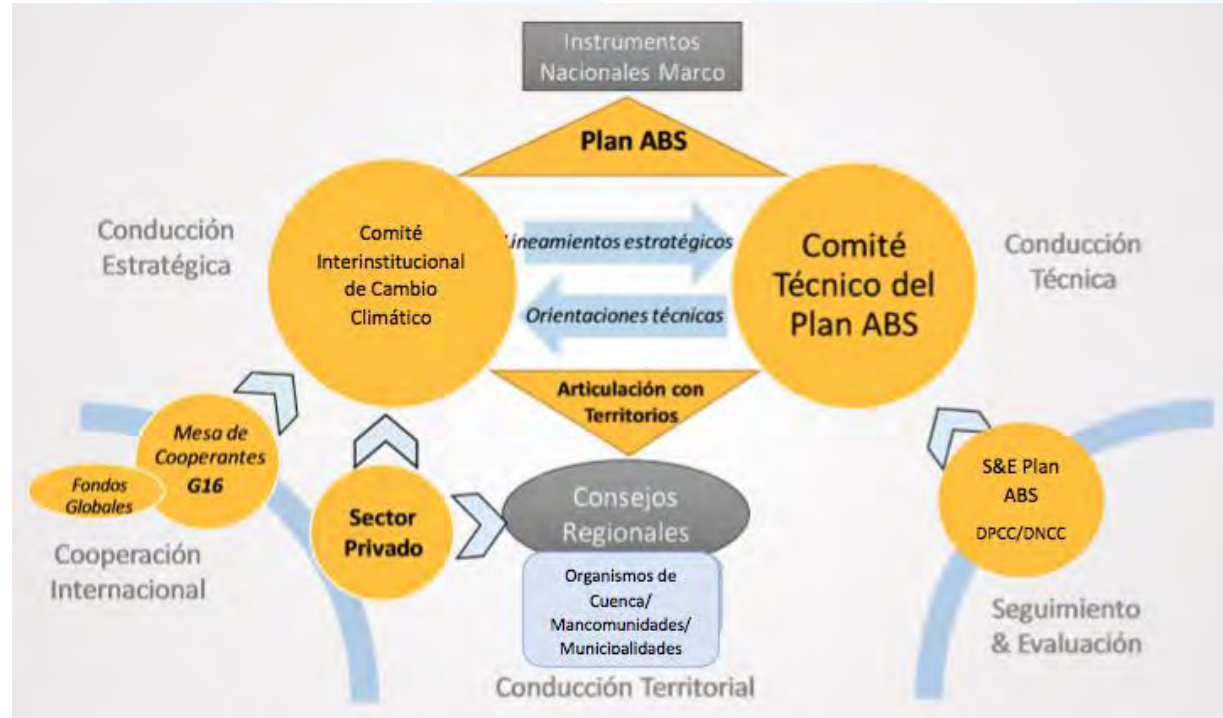 Instrumentos
Nacionales Marco
Plan ABS
Conducción
Estratégica
Comité
Interinstitucional
de Cambio
Climático
Lineamientos estratégicos
Orientaciones técnicas
Comité
Técnico del
Plan ABS
Conducción
Técnica
Articulación con
Territorios
Mesa de
Cooperantes
G16
Fondos
Globales
Cooperación
Internacional
Sector
Privado
Consejos
Regionales
Organismos de
Cuenca/
Mancomunidades/
Municipalidades
Conducción Territorial
S&E Plan
ABS
DPCC/DNCC
Seguimiento
& Evaluación